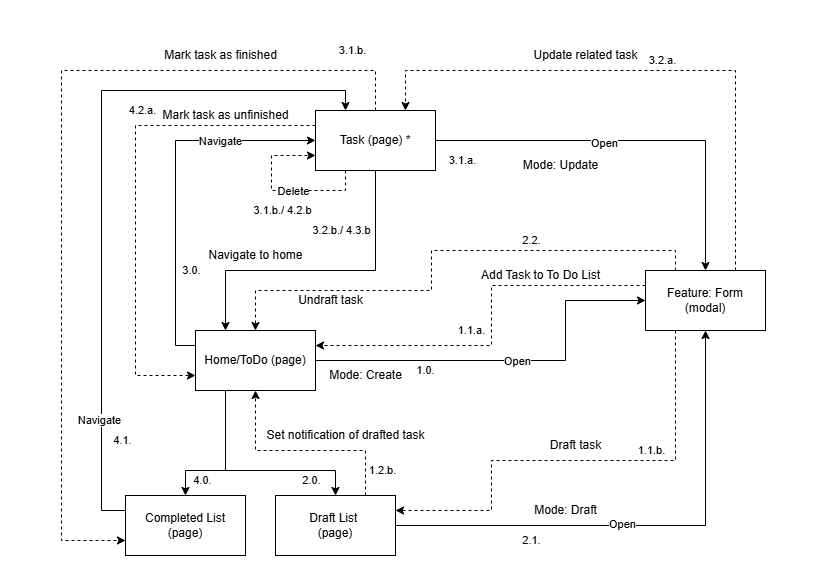 Mark task as finished
3.1.b.
Update related task
3.2.a.
4.2.a.
Mark task as unfinished
Navigate
Task (page) *
Open
3.1.a.
Mode: Update
Delete
3.1.b./ 4.2.b
3.2.b./ 4.3.b
2.2.
Navigate to home
3.0.
Add Task to To Do List
Undraft task
Feature: Form
(modal)
1.1.a.
Home/ToDo (page)
Open
Mode: Create
1.0.
Navigate
4.1.
Set notification of drafted task
Draft task
1.1.b.
1.2.b.
4.0.
2.0.
Completed List
(page)
Draft List
(page)
Mode: Draft
Open
2.1.